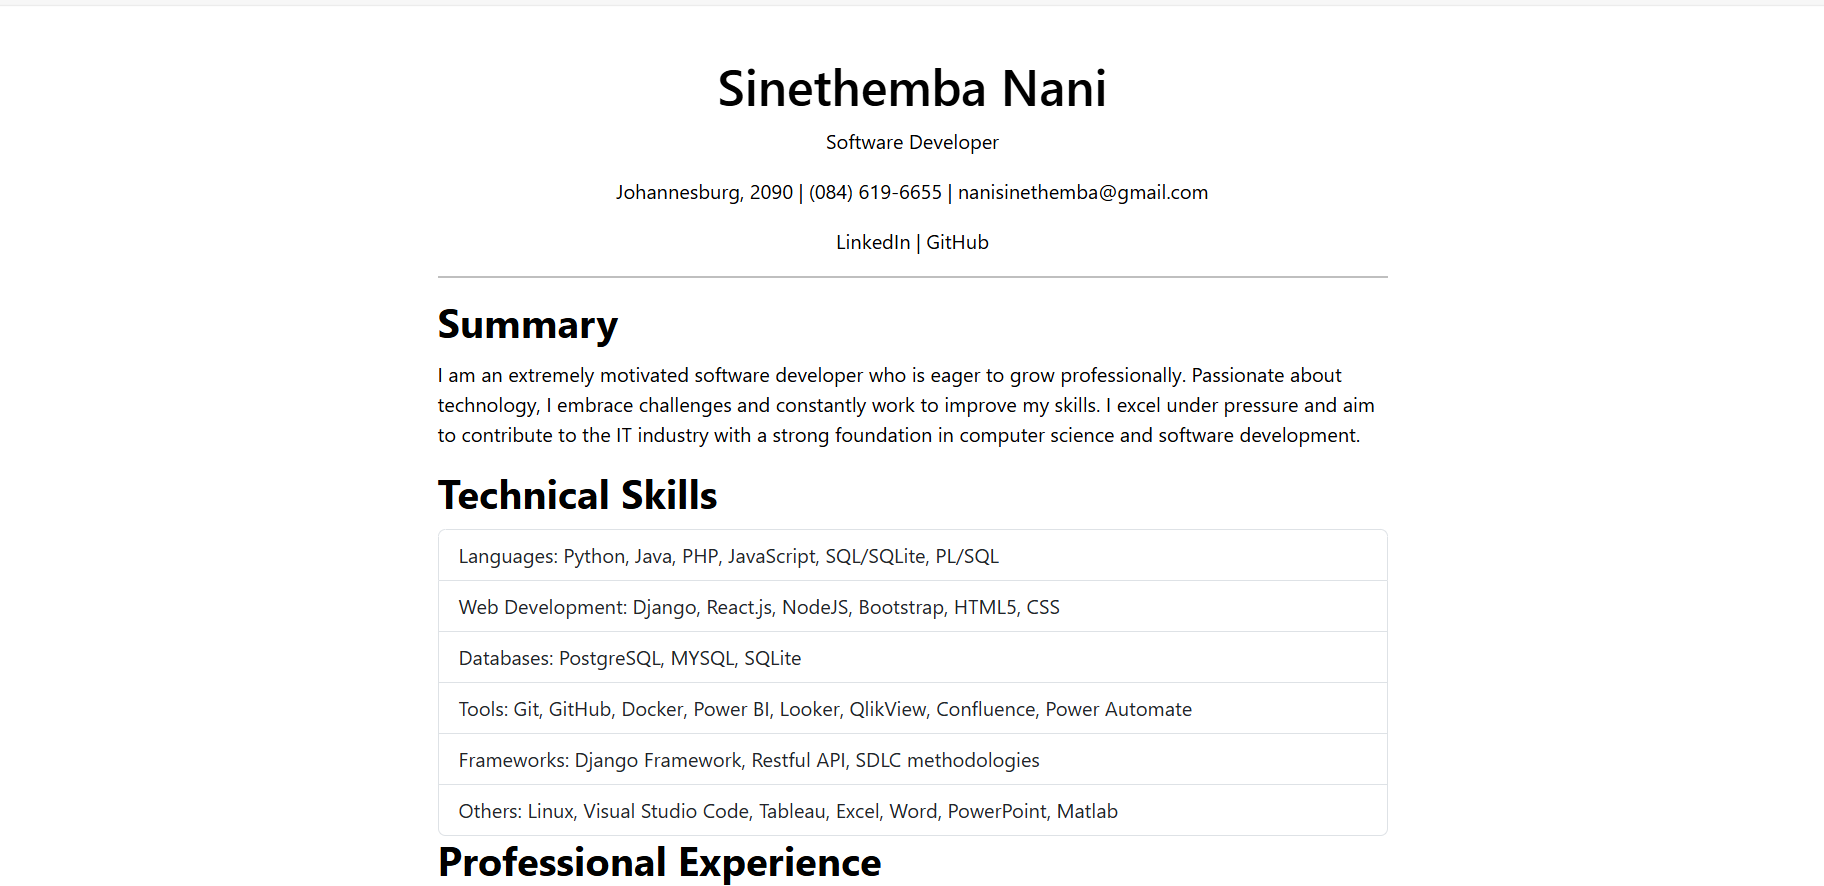 Sinethemba Nani
Software Developer
Johannesburg, 2090 | (084) 619-6655 | nanisinethemba@gmail.com
LinkedIn | GitHub
Summary
I am an extremely motivated software developer who is eager to grow professionally. Passionate about
technology, I embrace challenges and constantly work to improve my skills. I excel under pressure and aim
to contribute to the IT industry with a strong foundation in computer science and software development.
Technical Skills
Languages: Python, Java, PHP, JavaScript, SQL/SQLite, PL/SQL
Web Development: Django, React.js, NodeJS, Bootstrap, HTML5, CSS
Databases: PostgreSQL, MYSQL, SQLite
Tools: Git, GitHub, Docker, Power BI, Looker, QlikView, Confluence, Power Automate
Frameworks: Django Framework, Restful API, SDLC methodologies
Others: Linux, Visual Studio Code, Tableau, Excel, Word, PowerPoint, Matlab
Professional Experience